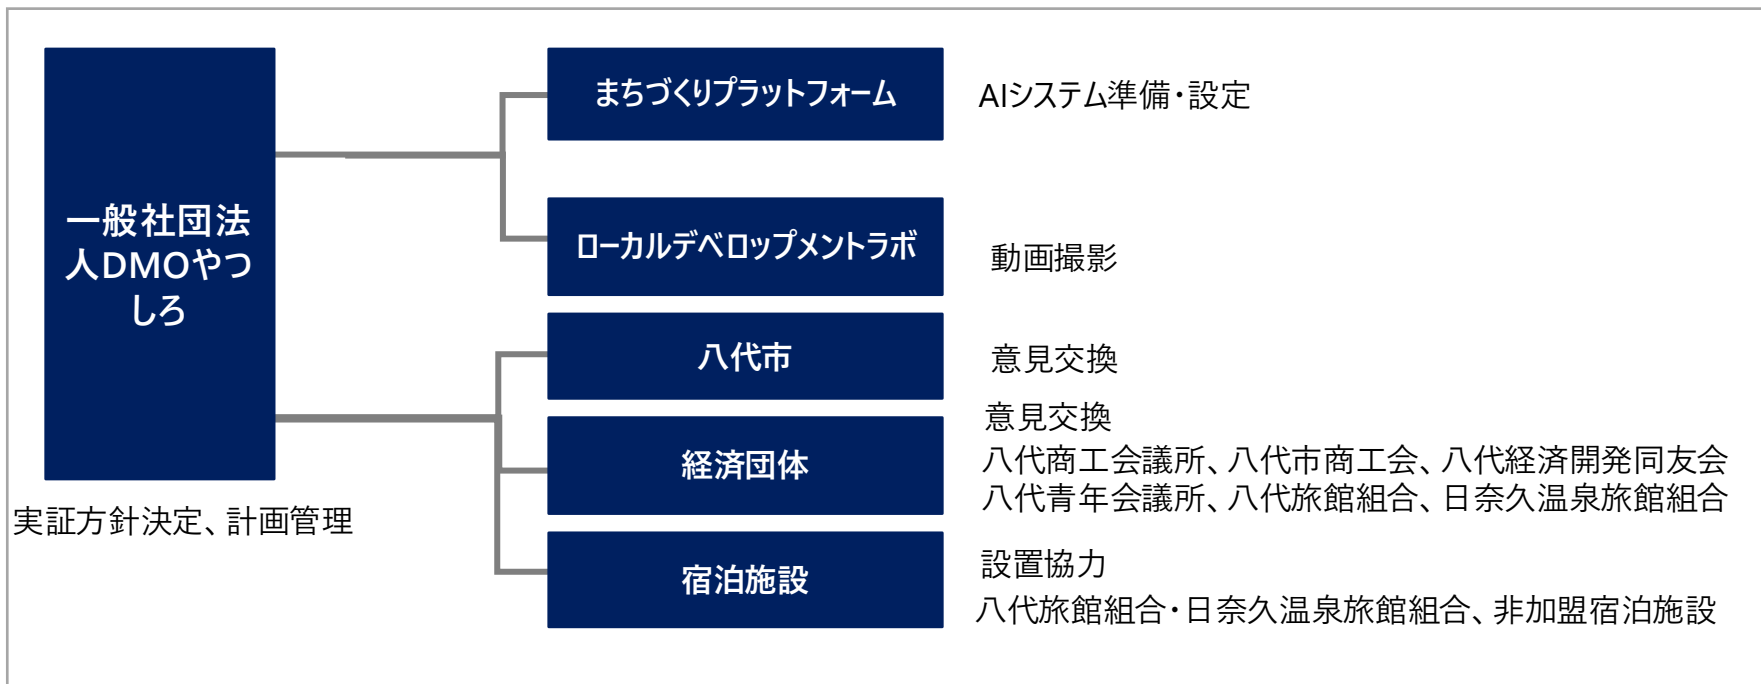 一般社団法
人DMOやつ
しろ
実証方針決定、計画管理
まちづくりプラットフォーム
AIシステム準備・設定
ローカルデベロップメントラボ
動画撮影
八代市
意見交換
経済団体
意見交換
八代商工会議所、八代市商工会、八代経済開発同友会
八代青年会議所、八代旅館組合、日奈久温泉旅館組合
宿泊施設
設置協力
八代旅館組合・日奈久温泉旅館組合、非加盟宿泊施設